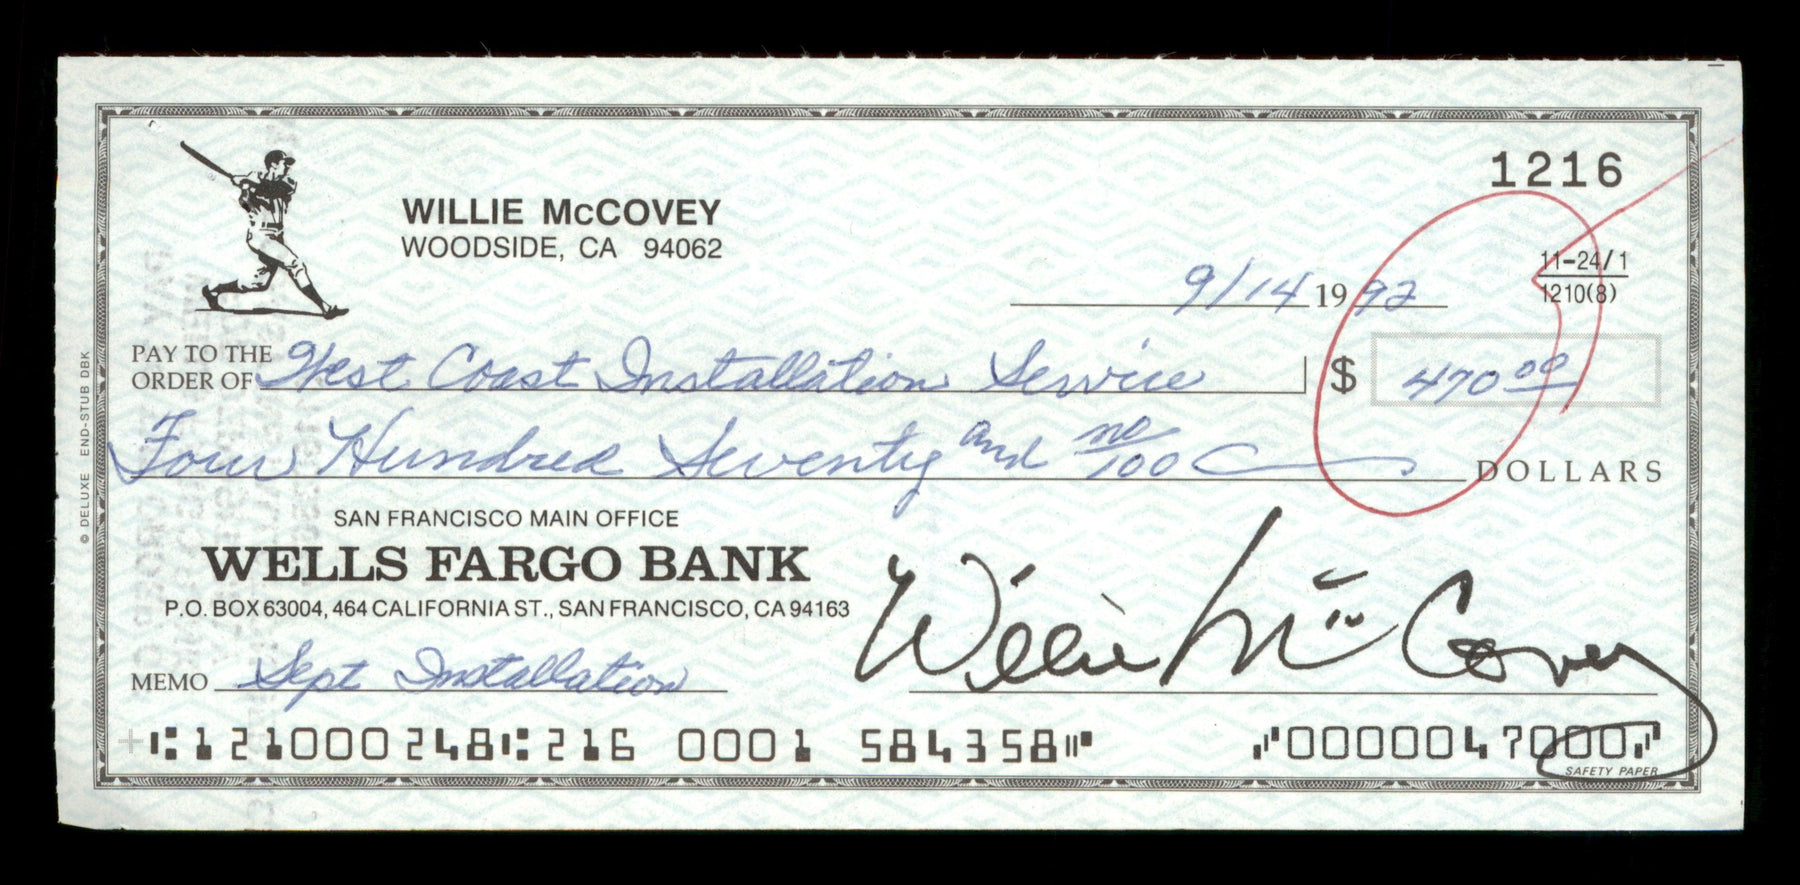 1216
WILLIE McCOVEY
WOODSIDE, CA 94062
11-24/1
1210(8)
9/14 19 92
PAY TO THE
ORDER OF West Coast Installation Service $ 470 00
Four Hundred Seventy and no/100 DOLLARS
SAN FRANCISCO MAIN OFFICE
WELLS FARGO BANK
P.O. BOX 63004, 464 CALIFORNIA ST., SAN FRANCISCO, CA 94163
Willie McCovey
MEMO Sept Installation
⑆121000248⑆216 0001 584358⑈ ⑈0000047000⑈
SAFETY PAPER
© DELUXE END-STUB DBK